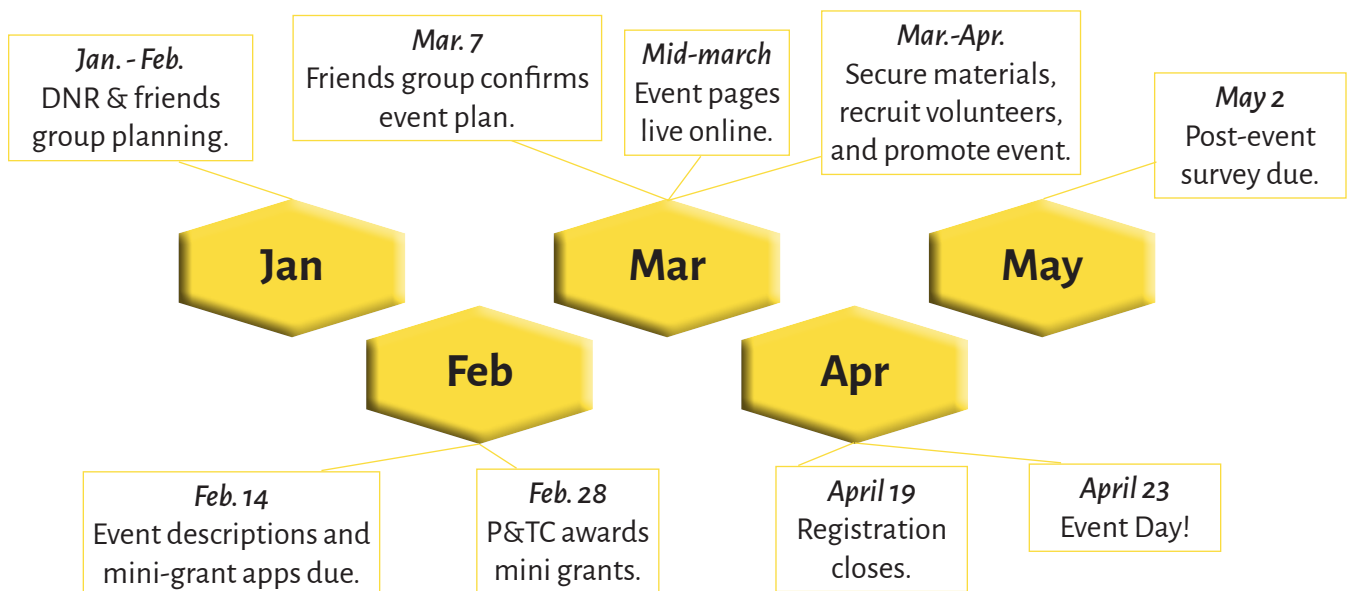 Jan. - Feb.
DNR & friends
group planning.
Mar. 7
Friends group confirms
event plan.
Mid-march
Event pages
live online.
Mar.-Apr.
Secure materials,
recruit volunteers,
and promote event.
May 2
Post-event
survey due.
Jan
Mar
May
Feb
Apr
Feb. 14
Event descriptions and
mini-grant apps due.
Feb. 28
P&TC awards
mini grants.
April 19
Registration
closes.
April 23
Event Day!